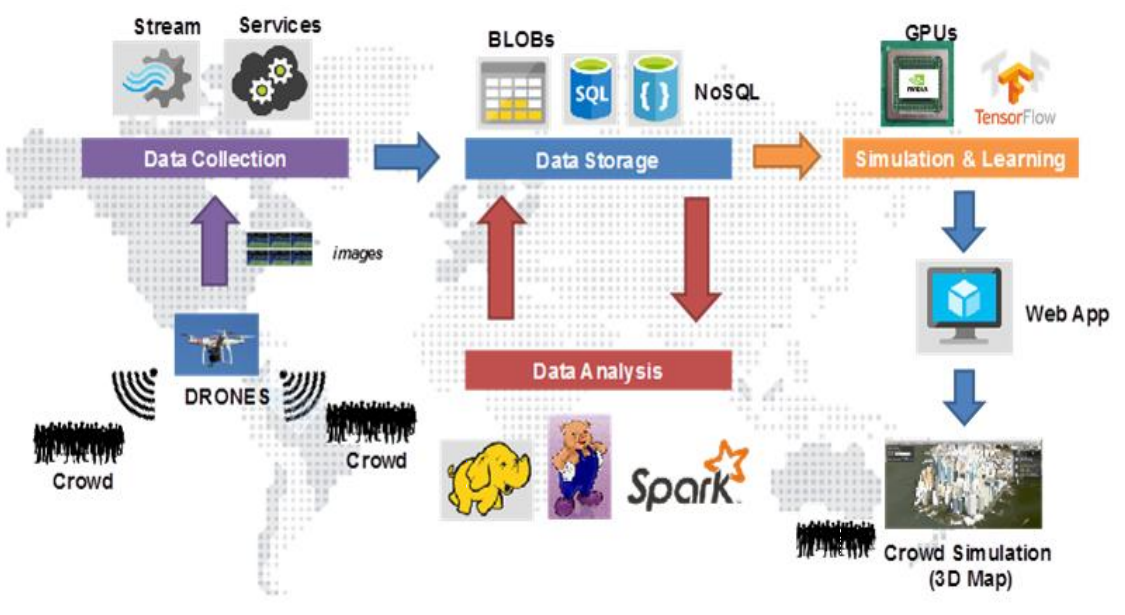 Stream
Services
BLOBs
SQL
{ }
NoSQL
GPUs
NVIDIA
TensorFlow
Data Collection
Data Storage
Simulation & Learning
images
Web App
Data Analysis
DRONES
Crowd
Crowd
Spark
Crowd Simulation
(3D Map)